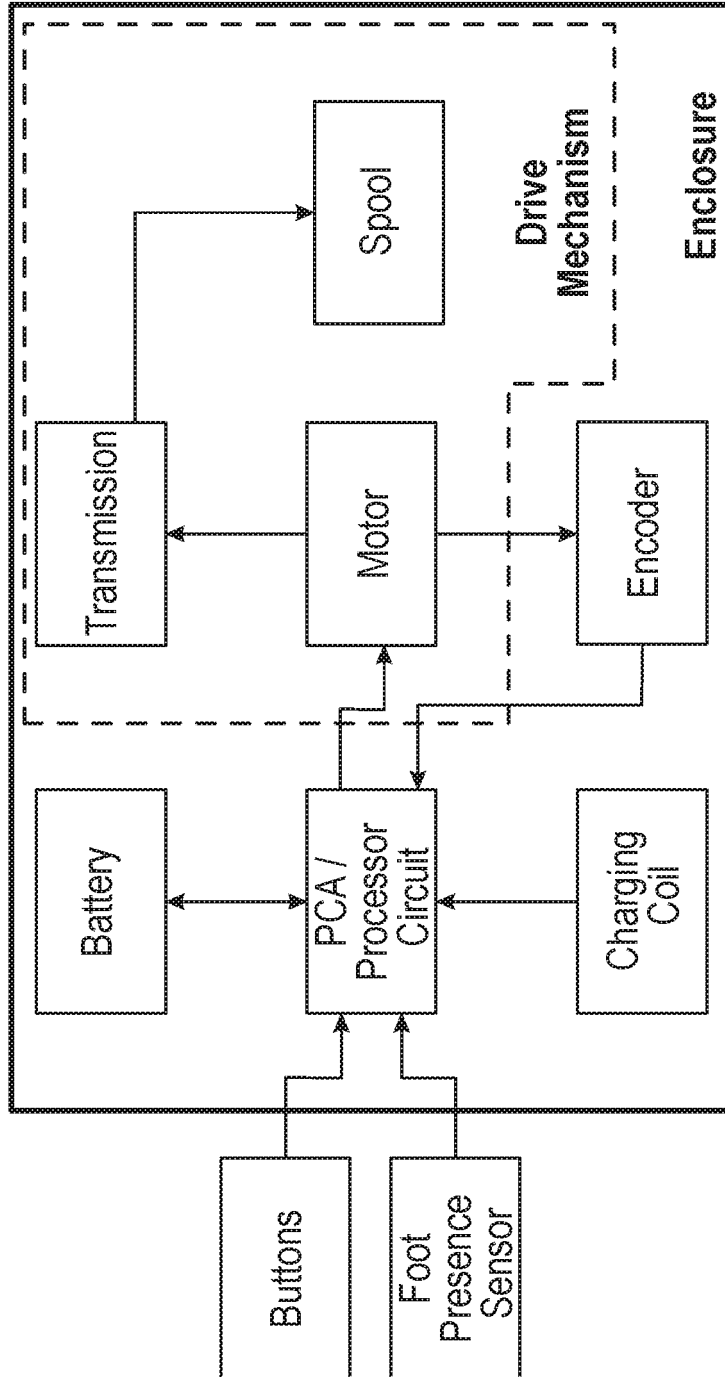 Buttons
Foot
Presence
Sensor
Battery
PCA /
Processor
Circuit
Charging
Coil
Transmission
Motor
Encoder
Spool
Drive
Mechanism
Enclosure